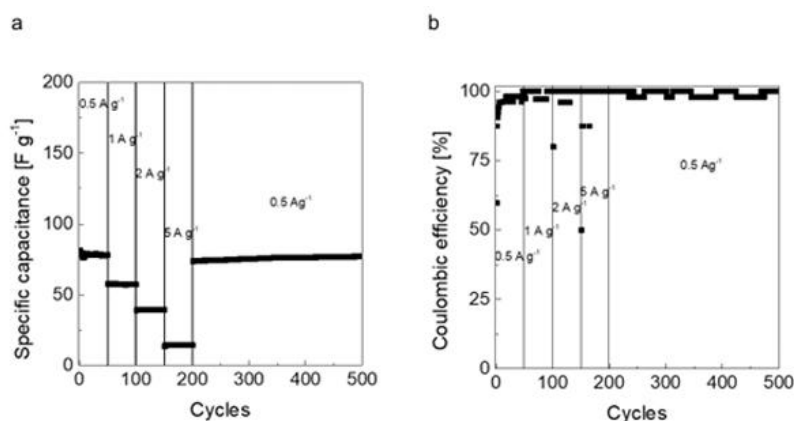 a
200
150
100
50
0
Specific capacitance [F g⁻¹]
0.5 A g⁻¹
1 A g⁻¹
2 A g⁻¹
5 A g⁻¹
0.5 Ag⁻¹
0 100 200 300 400 500
Cycles
b
100
75
50
25
0
Coulombic efficiency [%]
0.5 A g⁻¹
1 A g⁻¹
2 A g⁻¹
5 A g⁻¹
0.5 Ag⁻¹
0 100 200 300 400 500
Cycles